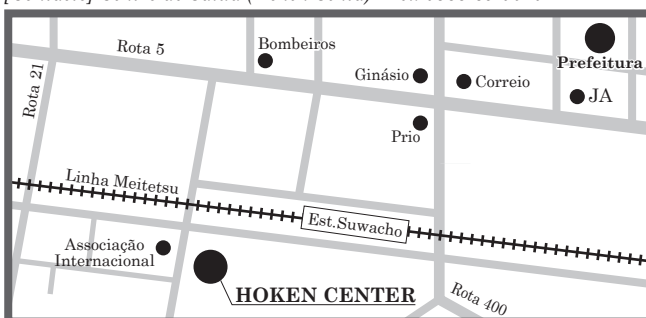 Rota 5
Bombeiros
Prefeitura
Ginásio
Correio
JA
Rota 21
Prio
Linha Meitetsu
Est.Suwacho
Associação
Internacional
HOKEN CENTER
Rota 400